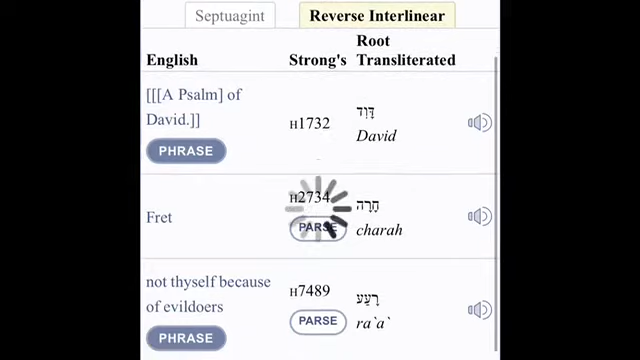 Septuagint Reverse Interlinear
English Strong's Root Transliterated
[[[A Psalm] of David.]]
PHRASE
H1732
דָּוִד
David
Fret
H2734
PARSE
חָרָה
charah
not thyself because of evildoers
PHRASE
H7489
PARSE
רָעַע
ra`a`